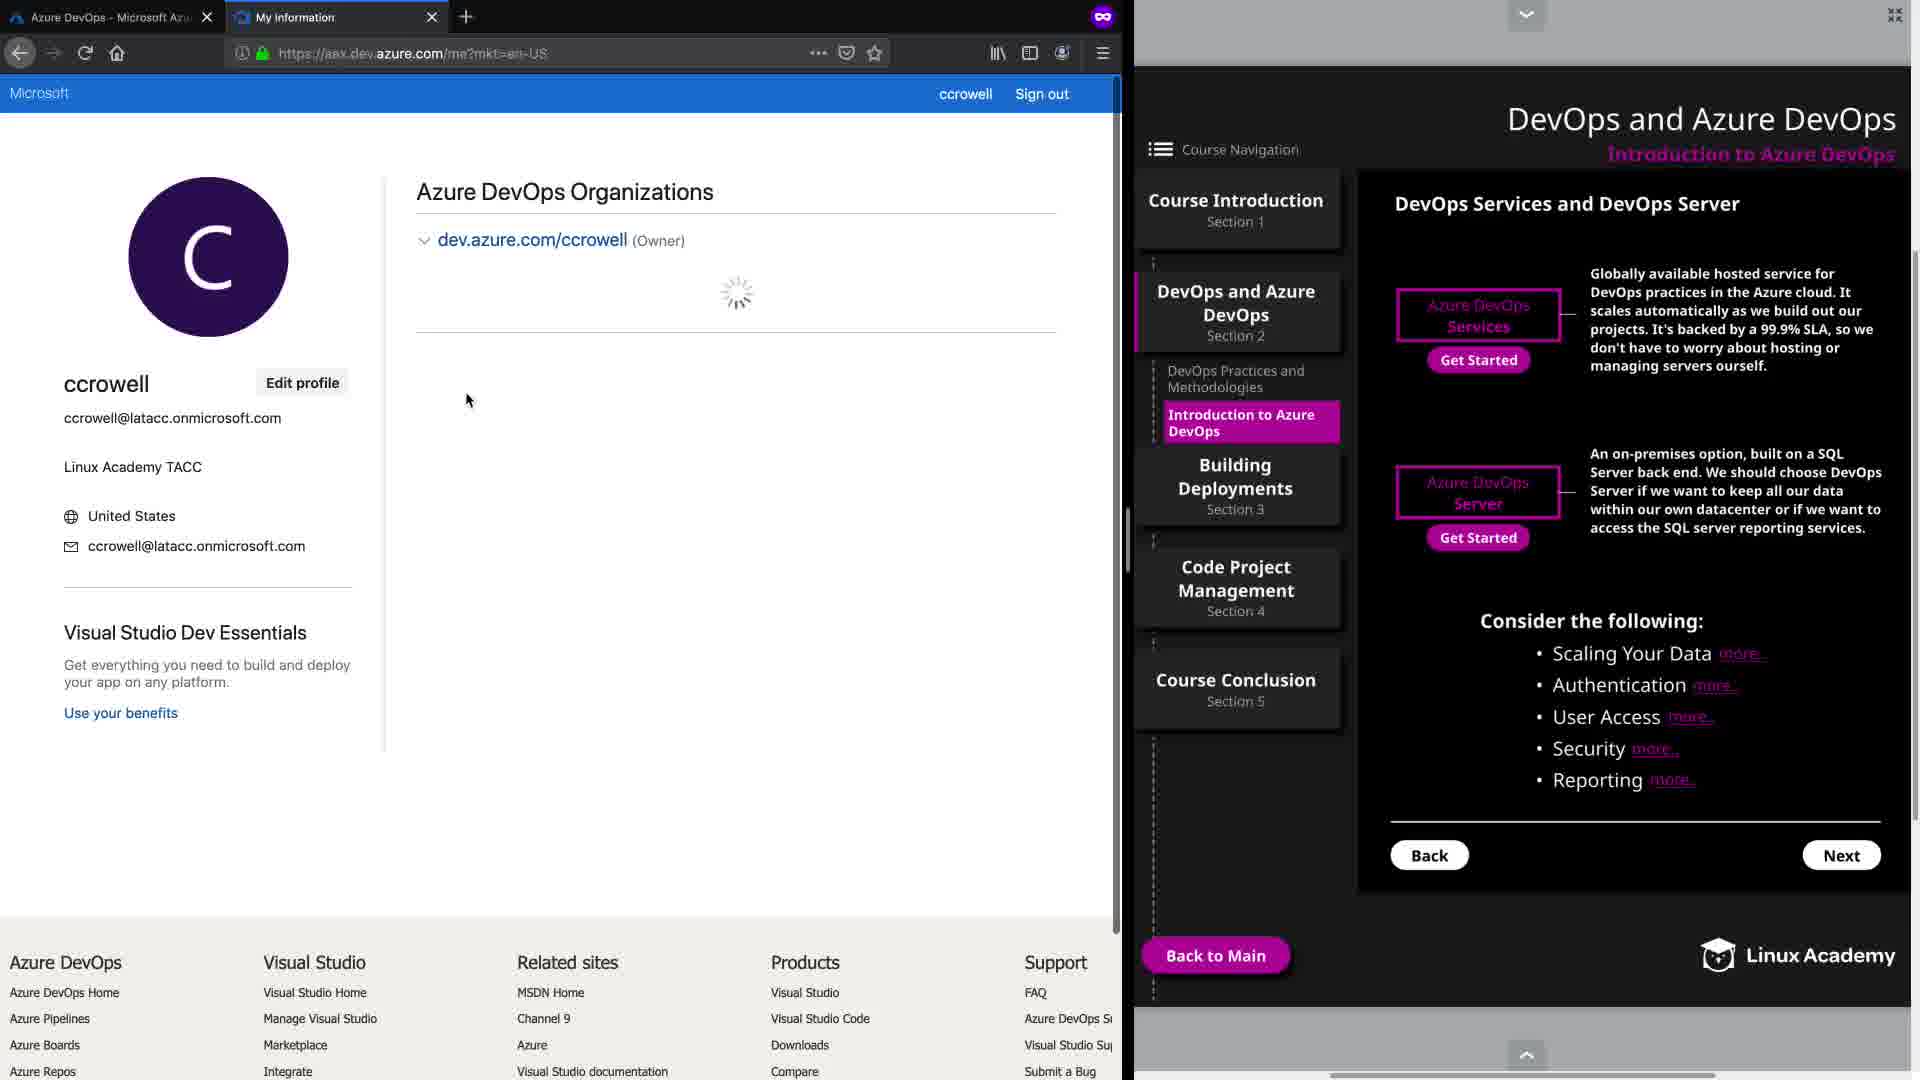 Azure DevOps - Microsoft Azu
My Information
https://aex.dev.azure.com/me?mkt=en-US
Microsoft
ccrowell
Sign out
C
ccrowell
Edit profile
ccrowell@latacc.onmicrosoft.com
Linux Academy TACC
United States
ccrowell@latacc.onmicrosoft.com
Visual Studio Dev Essentials
Get everything you need to build and deploy
your app on any platform.
Use your benefits
Azure DevOps Organizations
dev.azure.com/ccrowell (Owner)
Azure DevOps
Azure DevOps Home
Azure Pipelines
Azure Boards
Azure Repos
Visual Studio
Visual Studio Home
Manage Visual Studio
Marketplace
Integrate
Related sites
MSDN Home
Channel 9
Azure
Visual Studio documentation
Products
Visual Studio
Visual Studio Code
Downloads
Compare
Support
FAQ
Azure DevOps S
Visual Studio Sup
Submit a Bug
DevOps and Azure DevOps
Introduction to Azure DevOps
Course Navigation
Course Introduction
Section 1
DevOps and Azure
DevOps
Section 2
DevOps Practices and
Methodologies
Introduction to Azure
DevOps
Building
Deployments
Section 3
Code Project
Management
Section 4
Course Conclusion
Section 5
Back to Main
DevOps Services and DevOps Server
Azure DevOps
Services
Get Started
Globally available hosted service for
DevOps practices in the Azure cloud. It
scales automatically as we build out our
projects. It's backed by a 99.9% SLA, so we
don't have to worry about hosting or
managing servers ourself.
Azure DevOps
Server
Get Started
An on-premises option, built on a SQL
Server back end. We should choose DevOps
Server if we want to keep all our data
within our own datacenter or if we want to
access the SQL server reporting services.
Consider the following:
• Scaling Your Data more..
• Authentication more..
• User Access more..
• Security more..
• Reporting more..
Back
Next
Linux Academy